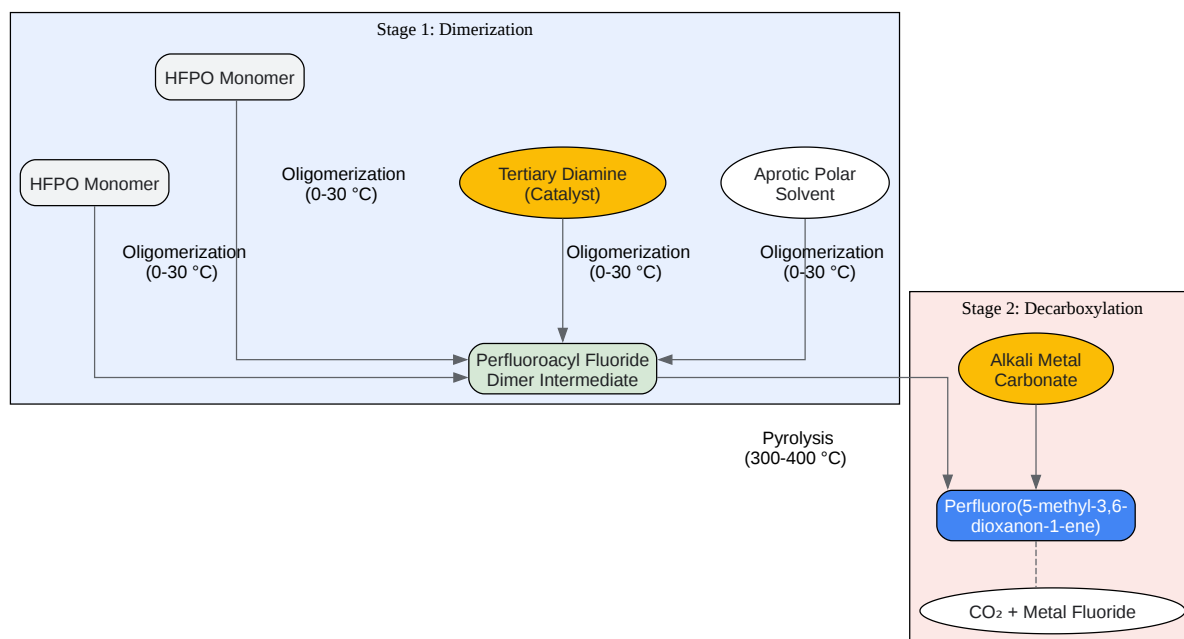 Stage 1: Dimerization
HFPO Monomer
HFPO Monomer
Oligomerization
(0-30 °C)
Tertiary Diamine
(Catalyst)
Aprotic Polar
Solvent
Oligomerization
(0-30 °C)
Oligomerization
(0-30 °C)
Oligomerization
(0-30 °C)
Perfluoroacyl Fluoride
Dimer Intermediate
Stage 2: Decarboxylation
Alkali Metal
Carbonate
Pyrolysis
(300-400 °C)
Perfluoro(5-methyl-3,6-
dioxanon-1-ene)
CO₂ + Metal Fluoride